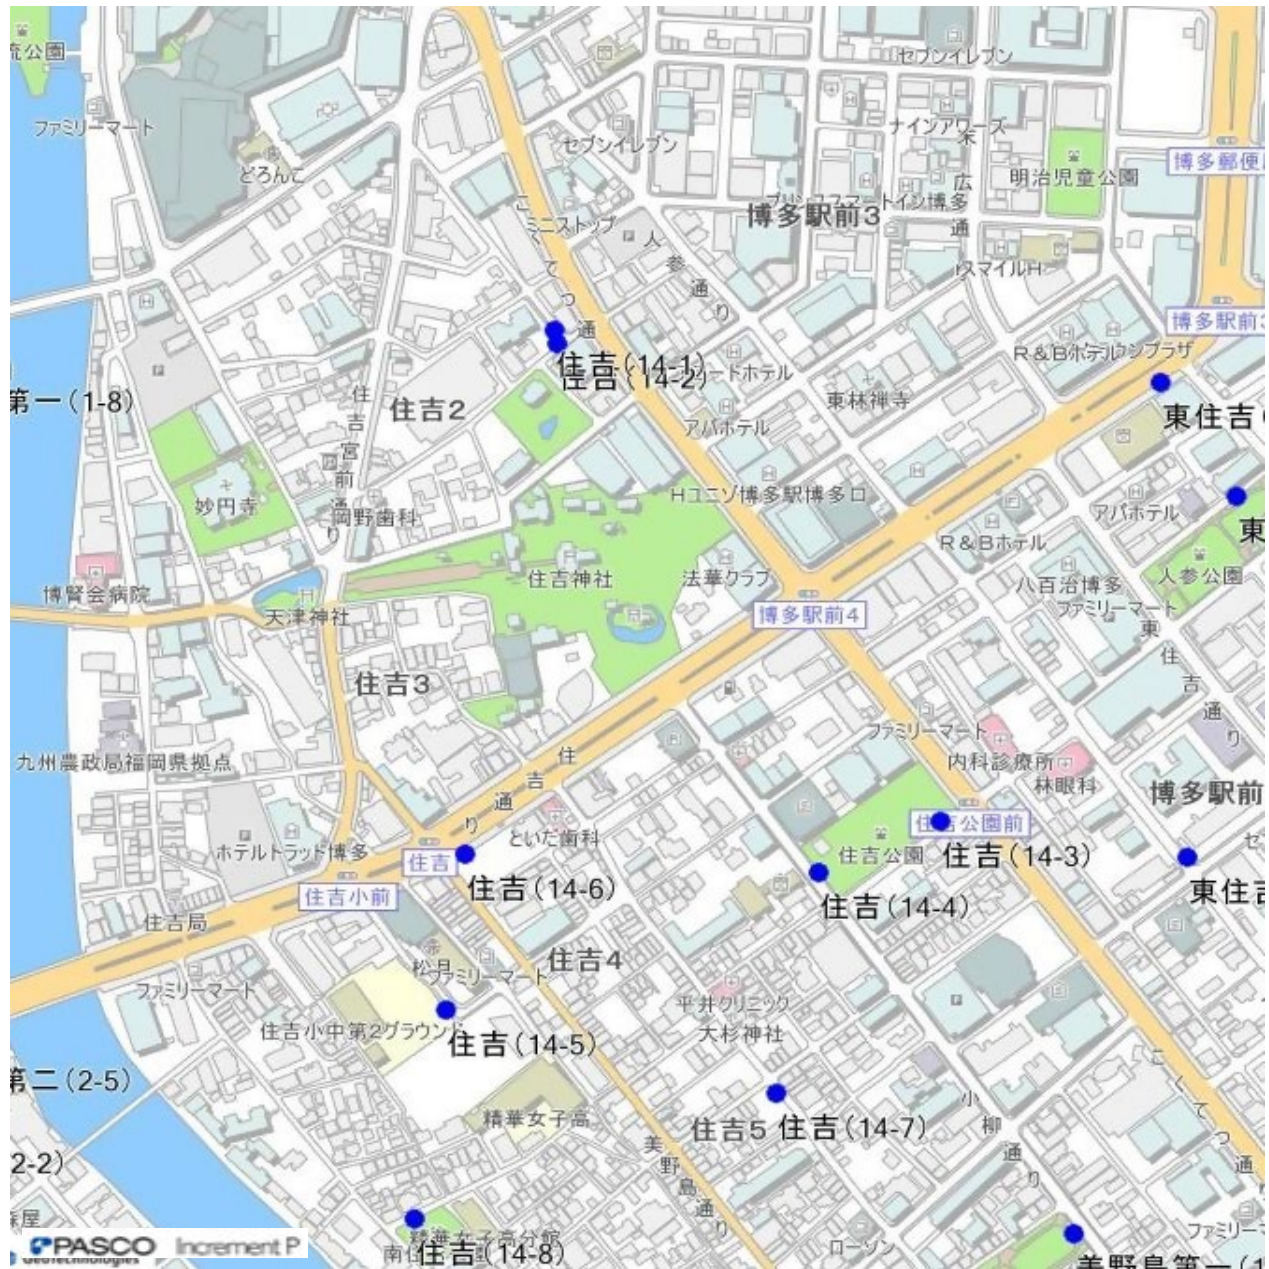 流公園
セブンイレブン
ファミリーマート
ナインアワーズ
セブンイレブン
どろんこ
博多郵便
明治児童公園
広通
博多駅前3
ミニストップ
人参通り
こくてつ通
iスマイルH
博多駅前3
R&Bホテル
住吉(14-1)
住吉(14-2)
東林禅寺
第一(1-8)
住吉2
東住吉(
アパホテル
住吉宮前通り
Hユニゾ博多駅博多口
妙円寺
岡野歯科
アパホテル
東
R&Bホテル
住吉神社
法華クラブ
人参公園
博賢会病院
八百治博多
天津神社
博多駅前4
ファミリーマート
東住吉通り
住吉3
ファミリーマート
九州農政局福岡県拠点
住吉通り
内科診療所
林眼科
博多駅前
といだ歯科
住吉公園前
ホテルトラッド博多
住吉
住吉公園
住吉(14-3)
住吉(14-6)
住吉小前
東住吉
住吉(14-4)
住吉局
住吉4
松月
ファミリーマート
ファミリーマート
平井クリニック
住吉小中第2グラウンド
大杉神社
住吉(14-5)
第二(2-5)
精華女子高
小柳通り
こくてつ通
住吉5
住吉(14-7)
美野島通り
2-2)
ファミリー
住吉(14-8)
ローソン
美野島第一(1
PASCO
Increment P